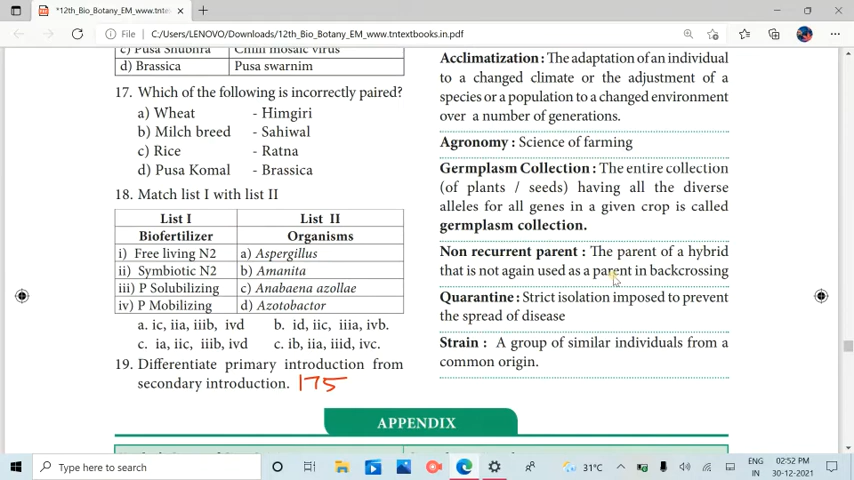 *12th_Bio_Botany_EM_www.tntextbooks.in.pdf
File | C:/Users/LENOVO/Downloads/12th_Bio_Botany_EM_www.tntextbooks.in.pdf
c) Pusa Shubhra Chilli mosaic virus
d) Brassica Pusa swarnim
17. Which of the following is incorrectly paired?
a) Wheat - Himgiri
b) Milch breed - Sahiwal
c) Rice - Ratna
d) Pusa Komal - Brassica
18. Match list I with list II
List I List II
Biofertilizer Organisms
i) Free living N2 a) Aspergillus
ii) Symbiotic N2 b) Amanita
iii) P Solubilizing c) Anabaena azollae
iv) P Mobilizing d) Azotobactor
a. ic, iia, iiib, ivd b. id, iic, iiia, ivb.
c. ia, iic, iiib, ivd c. ib, iia, iiid, ivc.
19. Differentiate primary introduction from
secondary introduction. 175
Acclimatization : The adaptation of an individual
to a changed climate or the adjustment of a
species or a population to a changed environment
over a number of generations.
Agronomy : Science of farming
Germplasm Collection : The entire collection
(of plants / seeds) having all the diverse
alleles for all genes in a given crop is called
germplasm collection.
Non recurrent parent : The parent of a hybrid
that is not again used as a parent in backcrossing
Quarantine : Strict isolation imposed to prevent
the spread of disease
Strain : A group of similar individuals from a
common origin.
APPENDIX
Type here to search
31°C
ENG
IN
02:52 PM
30-12-2021